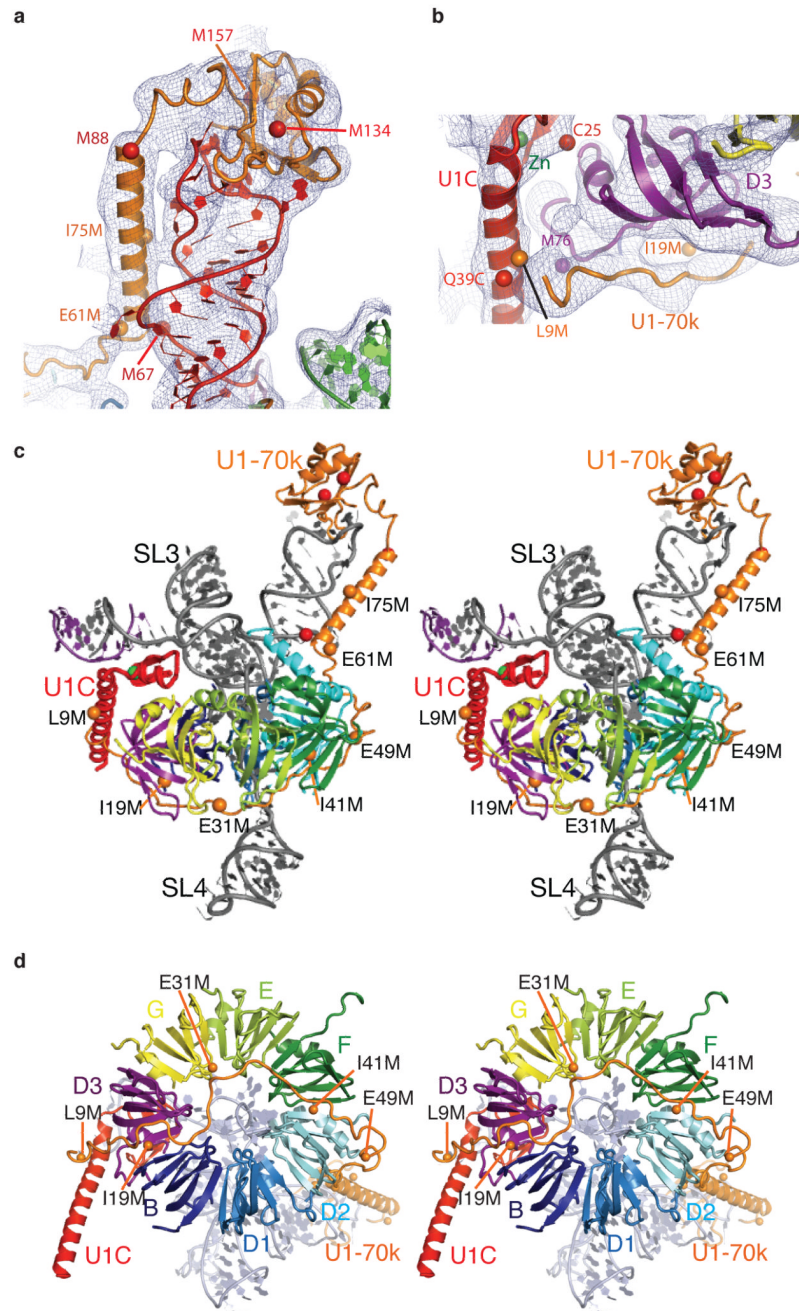 a
M157
M134
M88
I75M
E61M
M67
b
C25
Zn
U1C
D3
M76
I19M
Q39C
L9M
U1-70k
c
U1-70k
SL3
I75M
E61M
U1C
L9M
E49M
I19M
I41M
E31M
SL4
U1-70k
SL3
I75M
E61M
U1C
L9M
E49M
I19M
I41M
E31M
SL4
d
E31M
E
G
F
I41M
D3
E49M
L9M
I19M
B
D2
D1
U1C
U1-70k
E31M
E
G
F
I41M
D3
E49M
L9M
I19M
B
D2
D1
U1C
U1-70k